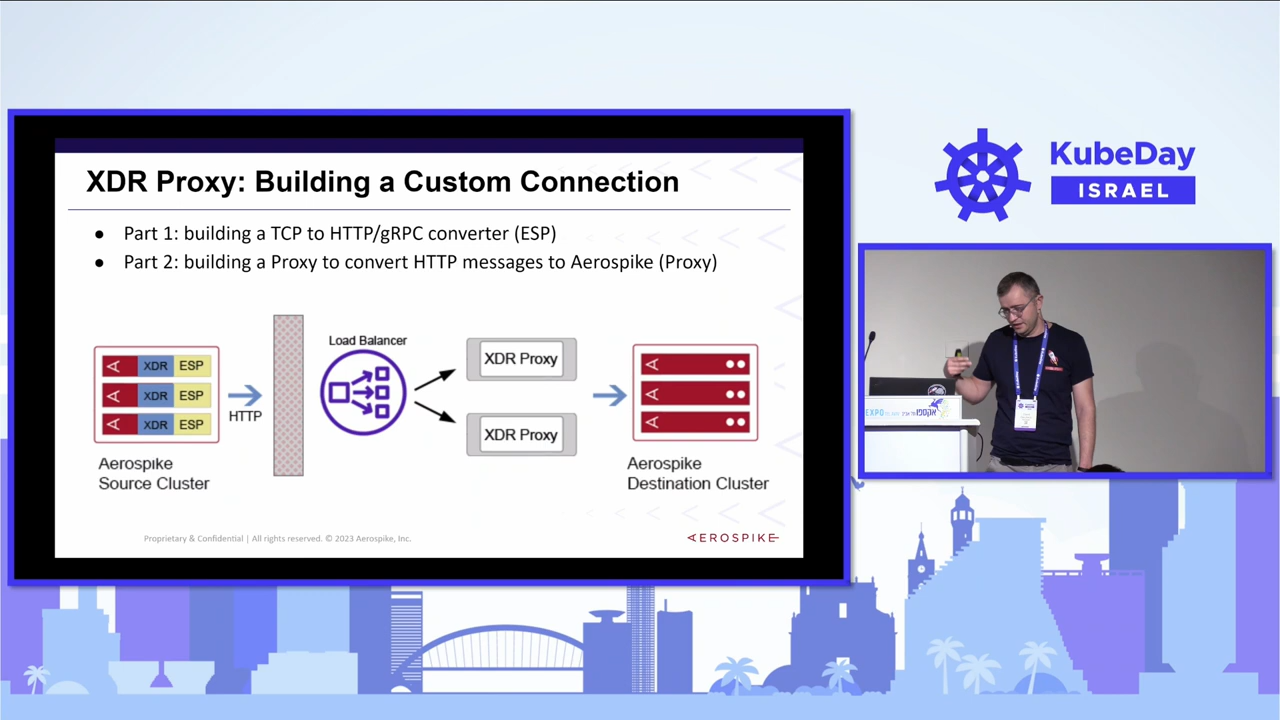 XDR Proxy: Building a Custom Connection
● Part 1: building a TCP to HTTP/gRPC converter (ESP)
● Part 2: building a Proxy to convert HTTP messages to Aerospike (Proxy)
XDR ESP
XDR ESP
XDR ESP
HTTP
Aerospike
Source Cluster
Load Balancer
XDR Proxy
XDR Proxy
Aerospike
Destination Cluster
Proprietary & Confidential | All rights reserved. © 2023 Aerospike, Inc.
AEROSPIKE
KubeDay
ISRAEL
EXPO
אקספו